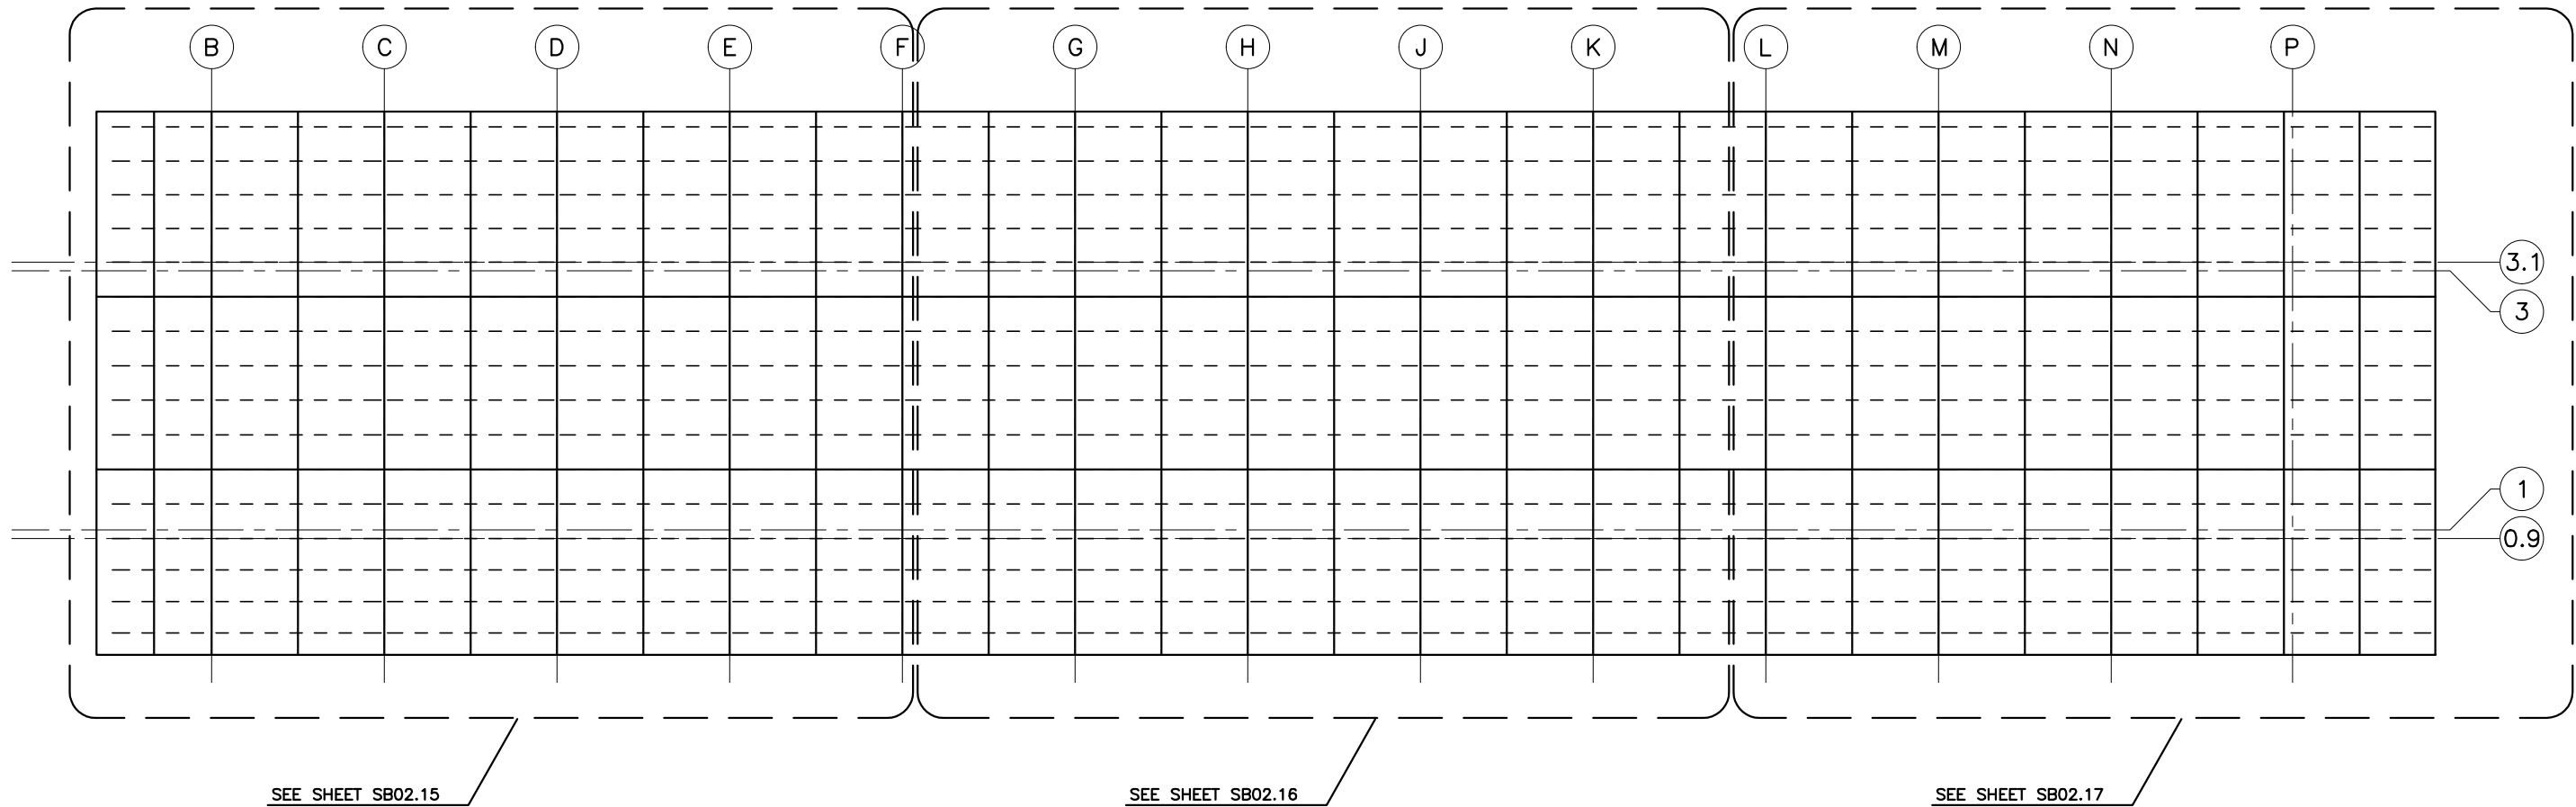 B C D E F G H J K L M N P
3.1
3
1
0.9
SEE SHEET SB02.15 SEE SHEET SB02.16 SEE SHEET SB02.17